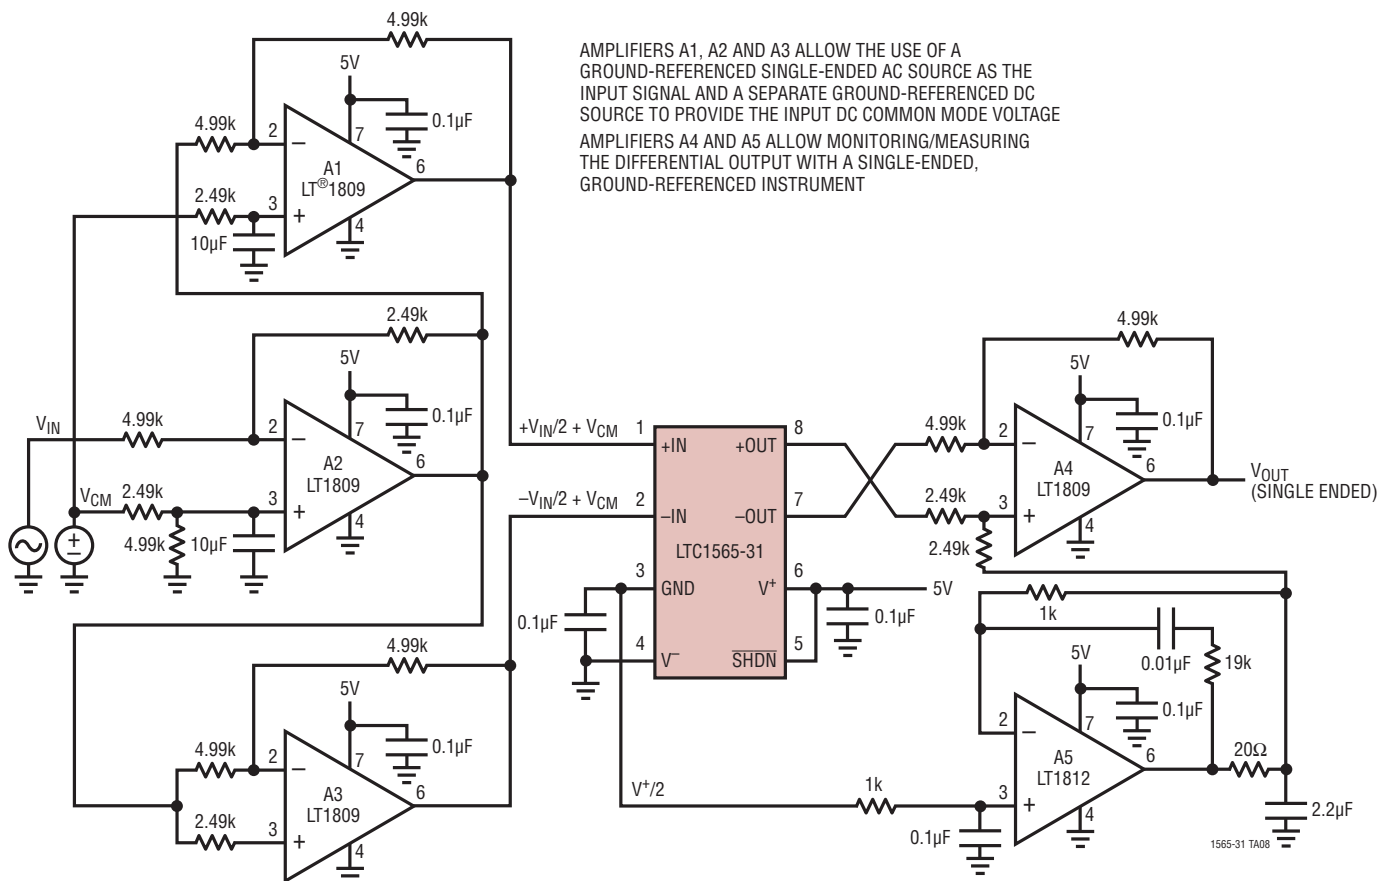 4.99k
5V
0.1µF
4.99k
2
7
A1
LT®1809
6
2.49k
3
4
10µF
AMPLIFIERS A1, A2 AND A3 ALLOW THE USE OF A
GROUND-REFERENCED SINGLE-ENDED AC SOURCE AS THE
INPUT SIGNAL AND A SEPARATE GROUND-REFERENCED DC
SOURCE TO PROVIDE THE INPUT DC COMMON MODE VOLTAGE
AMPLIFIERS A4 AND A5 ALLOW MONITORING/MEASURING
THE DIFFERENTIAL OUTPUT WITH A SINGLE-ENDED,
GROUND-REFERENCED INSTRUMENT
2.49k
5V
0.1µF
VIN
4.99k
2
7
A2
LT1809
6
VCM
2.49k
3
4
4.99k
10µF
4.99k
5V
0.1µF
4.99k
2
7
A3
LT1809
6
2.49k
3
4
+VIN/2 + VCM
1
+IN
+OUT
8
–VIN/2 + VCM
2
–IN
–OUT
7
LTC1565-31
3
GND
V+
6
5V
0.1µF
0.1µF
4
V–
SHDN
5
V+/2
4.99k
5V
0.1µF
4.99k
2
7
A4
LT1809
6
VOUT
(SINGLE ENDED)
2.49k
3
4
2.49k
1k
0.01µF
19k
5V
0.1µF
2
7
A5
LT1812
6
20Ω
1k
3
4
0.1µF
2.2µF
1565-31 TA08